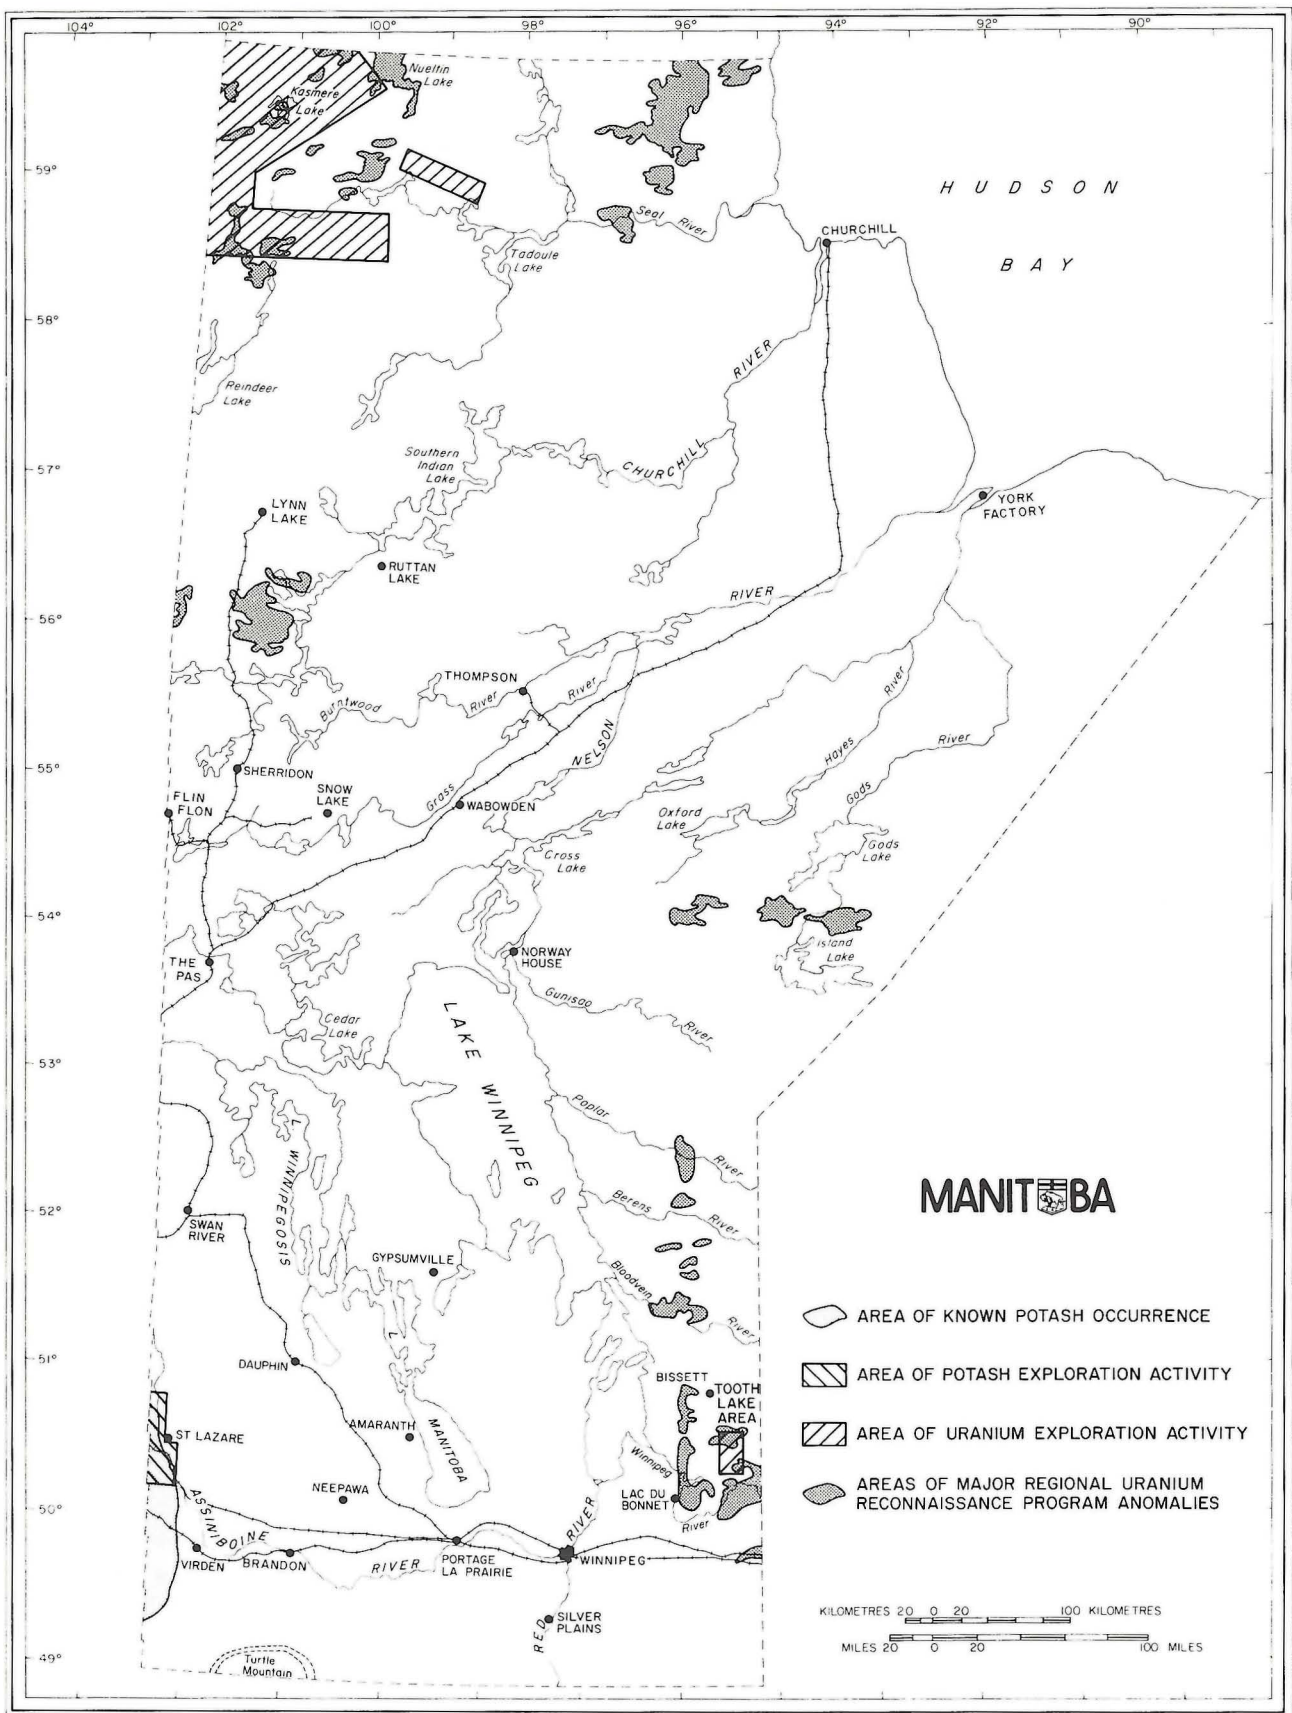 104°
102°
100°
98°
96°
94°
92°
90°
Nueltin
Lake
Kasmere
Lake
59°
HUDSON
BAY
Seal River
CHURCHILL
Tadoule
Lake
58°
RIVER
Reindeer
Lake
Southern
Indian
Lake
CHURCHILL
57°
LYNN
LAKE
YORK
FACTORY
RUTTAN
LAKE
RIVER
56°
THOMPSON
Burntwood
River
River
River
NELSON
Hayes
River
55°
SHERRIDON
FLIN
FLON
SNOW
LAKE
Grass
WABOWDEN
Gods
Oxford
Lake
Gods
Lake
Cross
Lake
54°
THE
PAS
NORWAY
HOUSE
Island
Lake
Gunisao
River
Cedar
Lake
LAKE WINNIPEG
53°
Poplar
River
L. WINNIPEGOSIS
Berens
River
MANITOBA
52°
SWAN
RIVER
GYPSUMVILLE
Bloodvein
River
AREA OF KNOWN POTASH OCCURRENCE
51°
DAUPHIN
BISSETT
TOOTH
LAKE
AREA
AREA OF POTASH EXPLORATION ACTIVITY
L. MANITOBA
AMARANTH
ST LAZARE
AREA OF URANIUM EXPLORATION ACTIVITY
Winnipeg
River
NEEPAWA
LAC DU
BONNET
AREAS OF MAJOR REGIONAL URANIUM
RECONNAISSANCE PROGRAM ANOMALIES
50°
ASSINIBOINE
RIVER
RIVER
VIRDEN
BRANDON
PORTAGE
LA PRAIRIE
WINNIPEG
KILOMETRES 20 0 20 100 KILOMETRES
SILVER
PLAINS
RED
MILES 20 0 20 100 MILES
49°
Turtle
Mountain